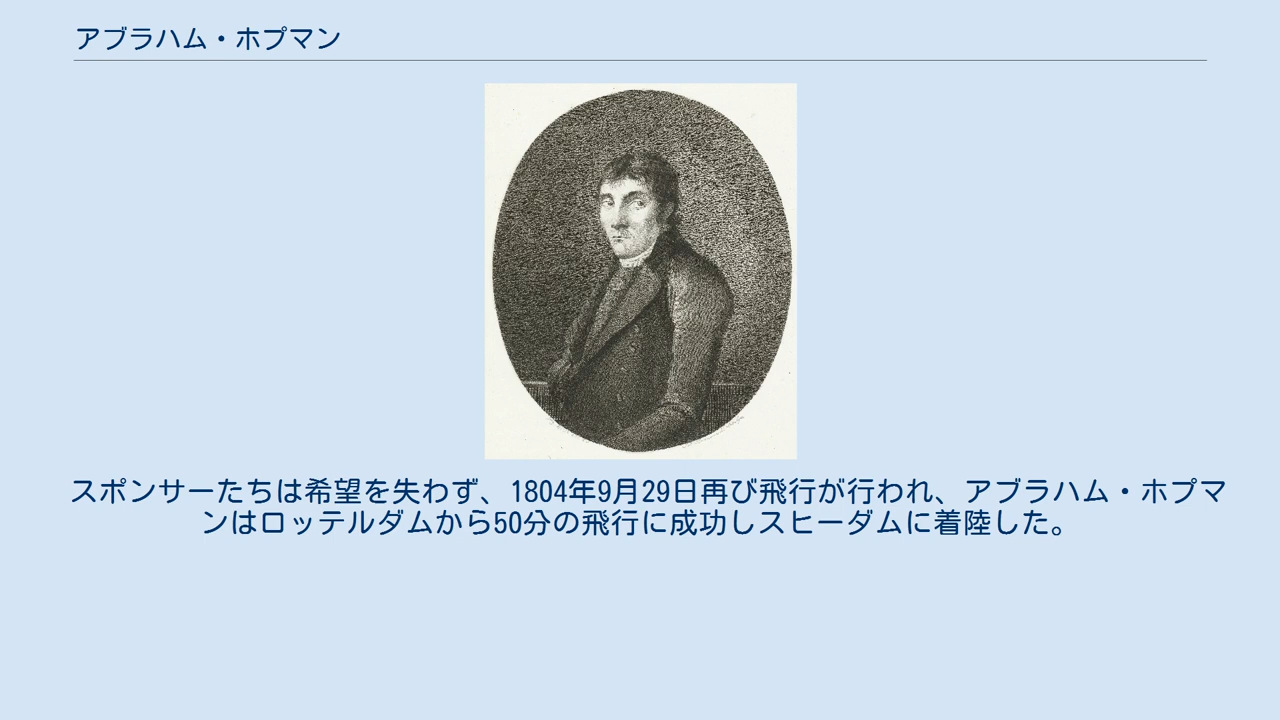 アブラハム・ホプマン
スポンサーたちは希望を失わず、1804年9月29日再び飛行が行われ、アブラハム・ホプマ
ンはロッテルダムから50分の飛行に成功しスヒーダムに着陸した。